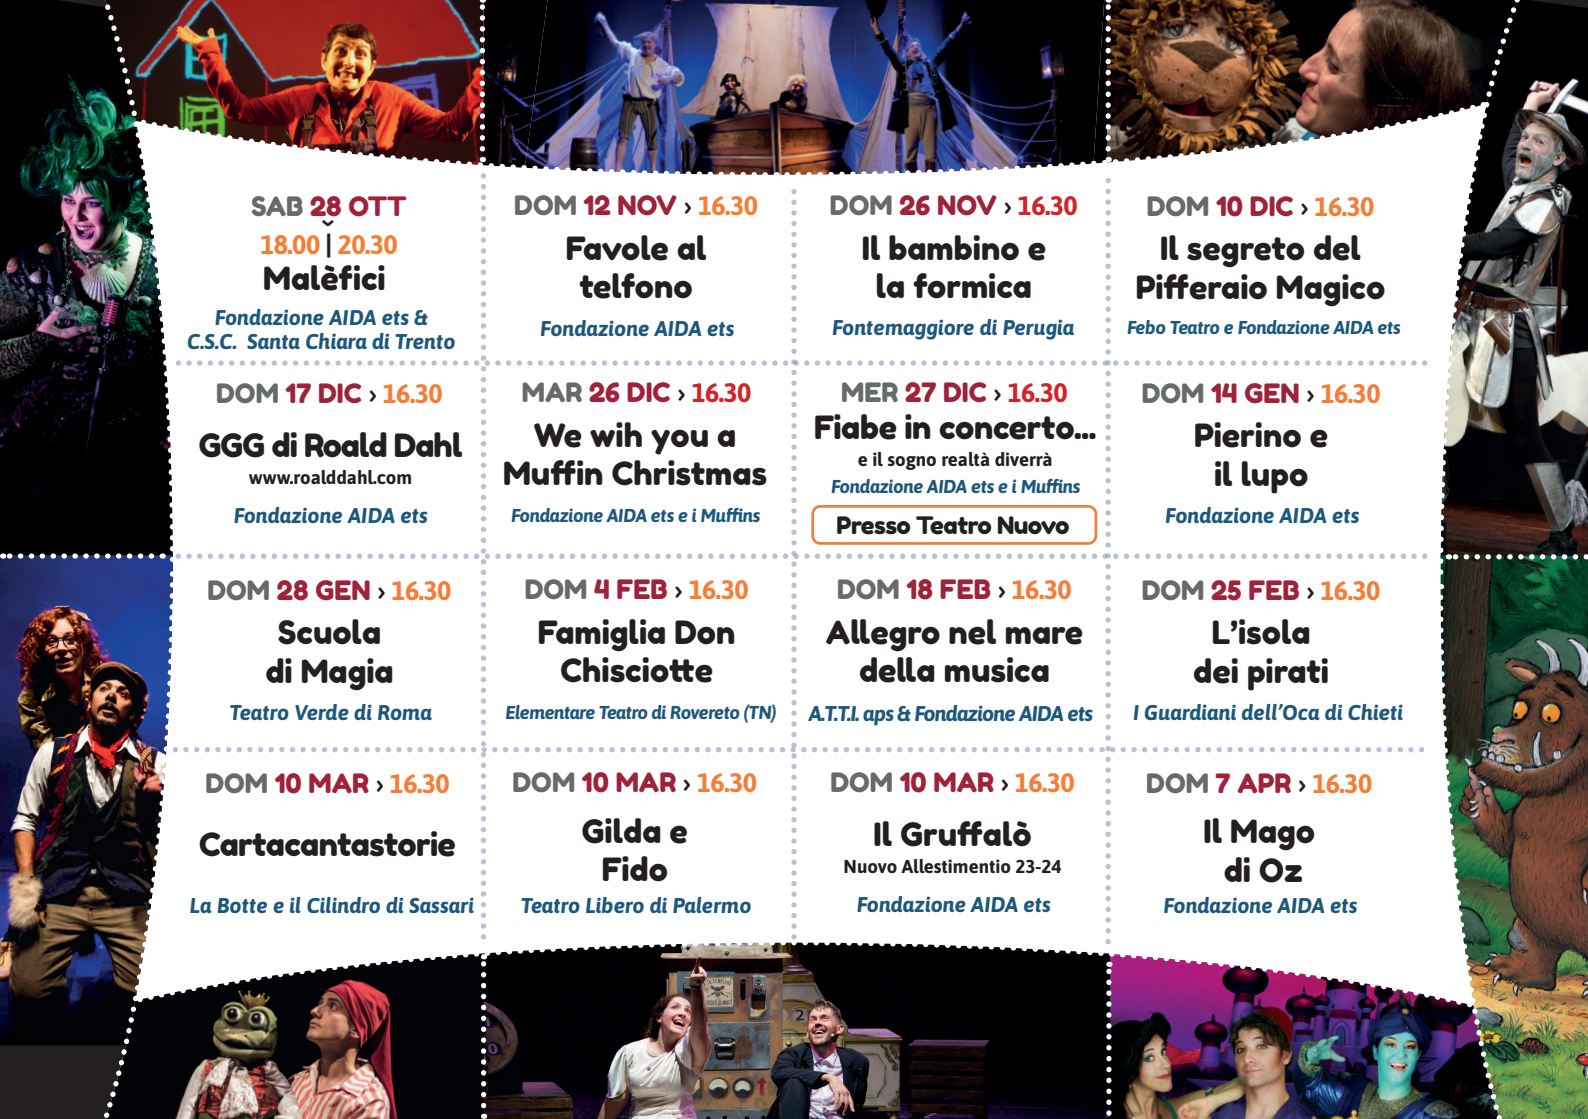 SAB 28 OTT
18.00 | 20.30
Malèfici
Fondazione AIDA ets &
C.S.C. Santa Chiara di Trento
DOM 12 NOV › 16.30
Favole al
telfono
Fondazione AIDA ets
DOM 26 NOV › 16.30
Il bambino e
la formica
Fontemaggiore di Perugia
DOM 10 DIC › 16.30
Il segreto del
Pifferaio Magico
Febo Teatro e Fondazione AIDA ets
DOM 17 DIC › 16.30
GGG di Roald Dahl
www.roalddahl.com
Fondazione AIDA ets
MAR 26 DIC › 16.30
We wih you a
Muffin Christmas
Fondazione AIDA ets e i Muffins
MER 27 DIC › 16.30
Fiabe in concerto...
e il sogno realtà diverrà
Fondazione AIDA ets e i Muffins
Presso Teatro Nuovo
DOM 14 GEN › 16.30
Pierino e
il lupo
Fondazione AIDA ets
DOM 28 GEN › 16.30
Scuola
di Magia
Teatro Verde di Roma
DOM 4 FEB › 16.30
Famiglia Don
Chisciotte
Elementare Teatro di Rovereto (TN)
DOM 18 FEB › 16.30
Allegro nel mare
della musica
A.T.T.I. aps & Fondazione AIDA ets
DOM 25 FEB › 16.30
L'isola
dei pirati
I Guardiani dell'Oca di Chieti
DOM 10 MAR › 16.30
Cartacantastorie
La Botte e il Cilindro di Sassari
DOM 10 MAR › 16.30
Gilda e
Fido
Teatro Libero di Palermo
DOM 10 MAR › 16.30
Il Gruffalò
Nuovo Allestimentio 23-24
Fondazione AIDA ets
DOM 7 APR › 16.30
Il Mago
di Oz
Fondazione AIDA ets